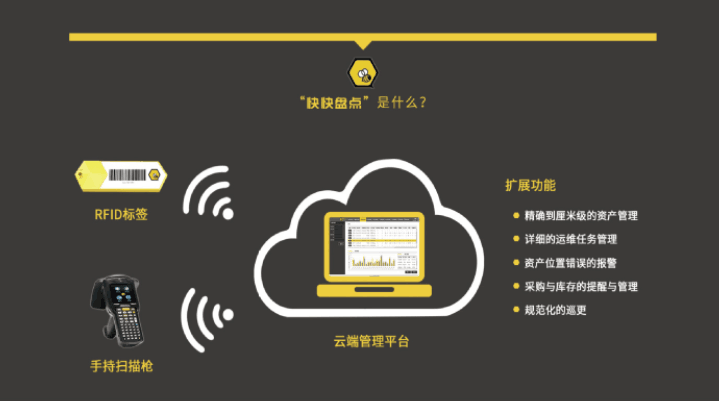 “快快盘点”是什么？
RFID标签
手持扫描枪
云端管理平台
扩展功能
精确到厘米级的资产管理
详细的运维任务管理
资产位置错误的报警
采购与库存的提醒与管理
规范化的巡更